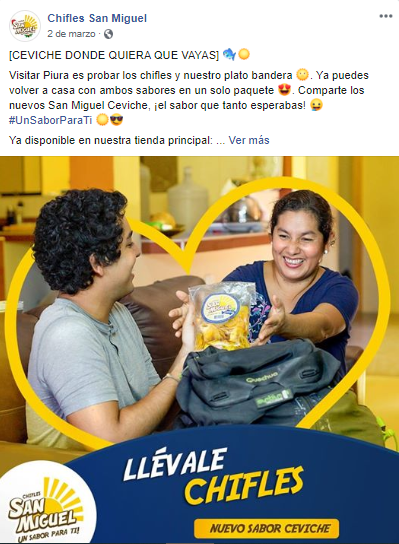 Chifles San Miguel
2 de marzo ·
[CEVICHE DONDE QUIERA QUE VAYAS] 🐟🌞
Visitar Piura es probar los chifles y nuestro plato bandera 🌞. Ya puedes
volver a casa con ambos sabores en un solo paquete 😍. Comparte los
nuevos San Miguel Ceviche, ¡el sabor que tanto esperabas! 😋
#UnSaborParaTi 🌞😎
Ya disponible en nuestra tienda principal: ... Ver más
SAN
MIGUEL
Quechua
LLÉVALE
CHIFLES
NUEVO SABOR CEVICHE
CHIFLES
SAN
MIGUEL
UN SABOR PARA TI!